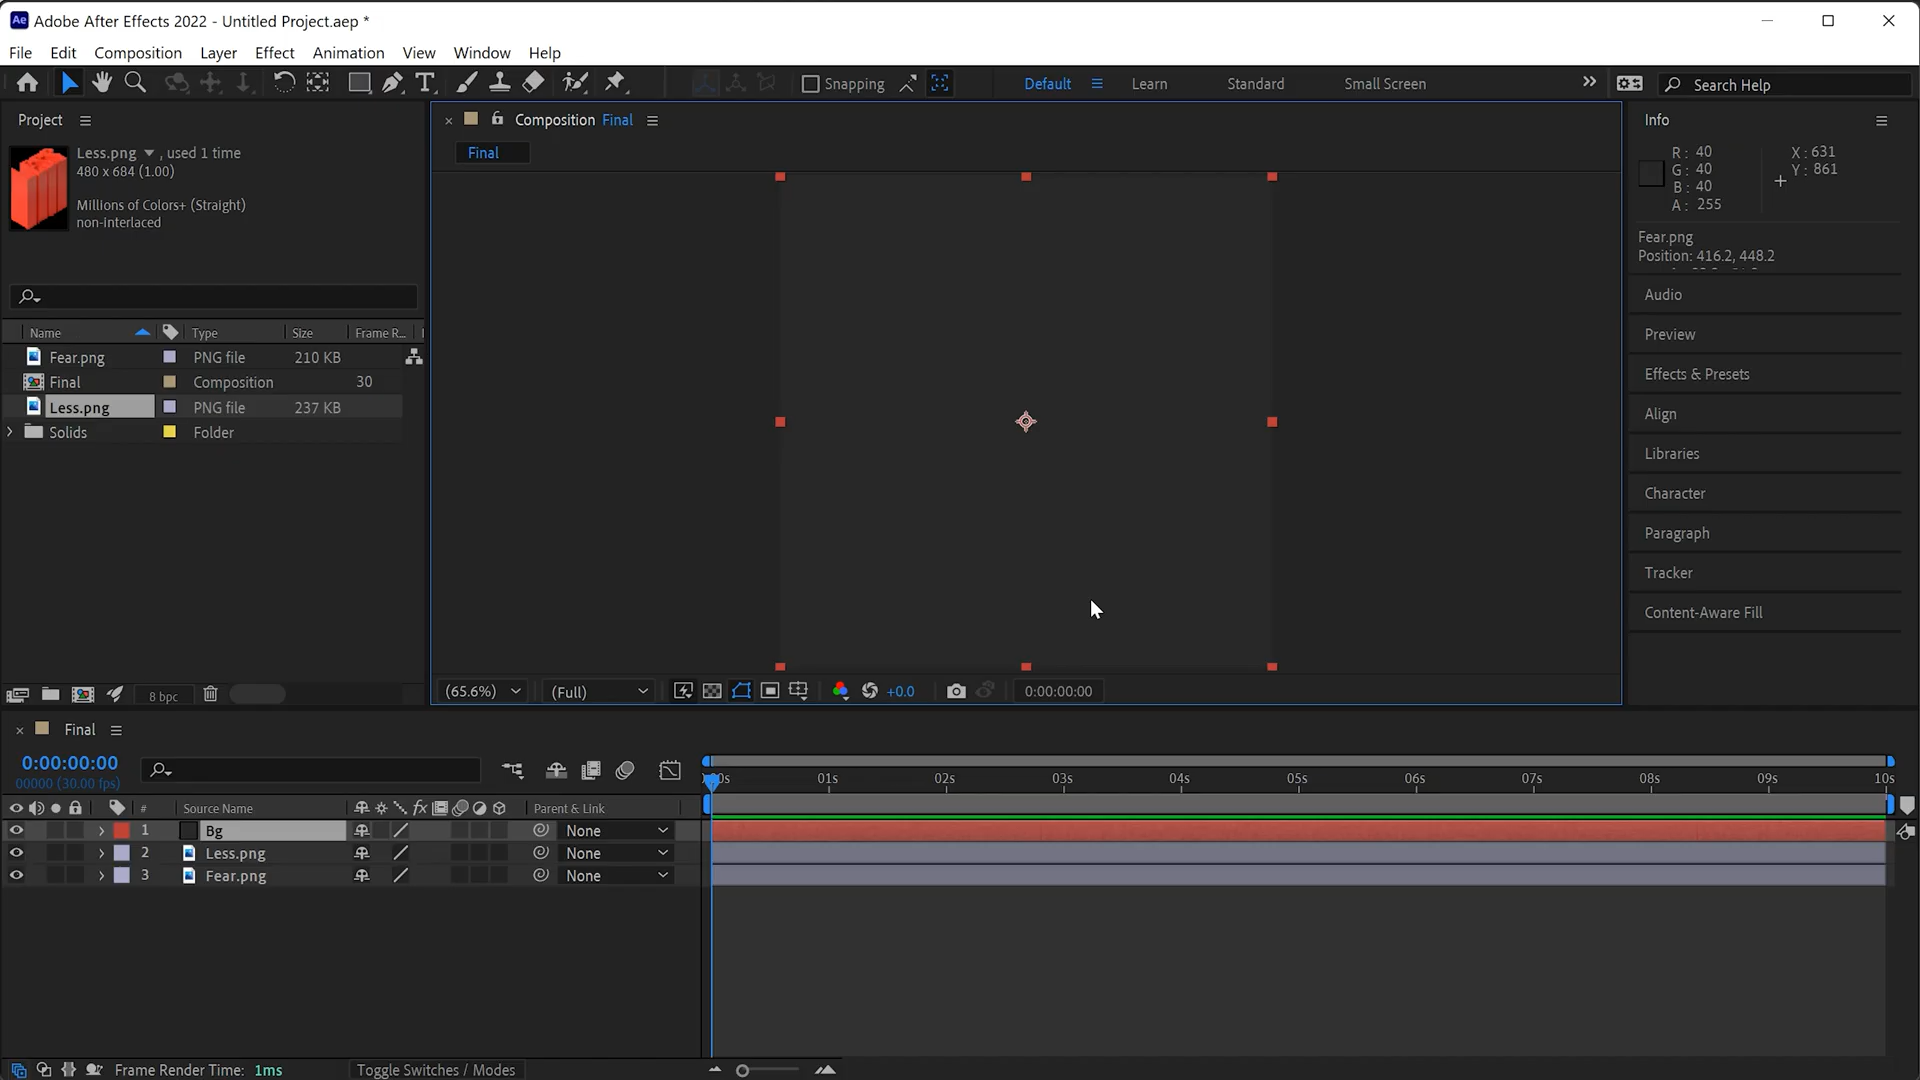 Ae Adobe After Effects 2022 - Untitled Project.aep *
File Edit Composition Layer Effect Animation View Window Help
Snapping Default Learn Standard Small Screen Search Help
Project
Less.png , used 1 time
480 x 684 (1.00)
Millions of Colors+ (Straight)
non-interlaced
Name Type Size Frame R...
Fear.png PNG file 210 KB
Final Composition 30
Less.png PNG file 237 KB
Solids Folder
8 bpc
Composition Final
Final
(65.6%) (Full) +0.0 0:00:00:00
Info
R: 40
G: 40
B: 40
A: 255
X: 631
Y: 861
Fear.png
Position: 416.2, 448.2
Audio
Preview
Effects & Presets
Align
Libraries
Character
Paragraph
Tracker
Content-Aware Fill
Final
0:00:00:00
00000 (30.00 fps)
01s 02s 03s 04s 05s 06s 07s 08s 09s 10s
# Source Name fx Parent & Link
1 Bg None
2 Less.png None
3 Fear.png None
Frame Render Time: 1ms Toggle Switches / Modes